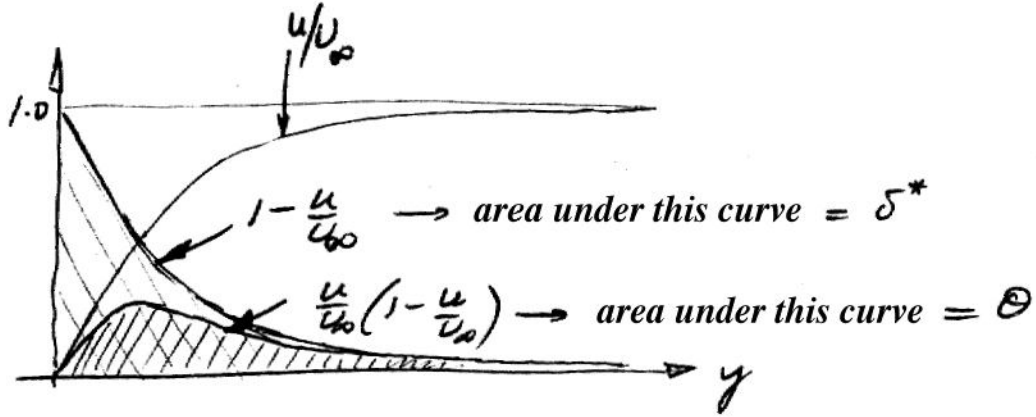 u/U∞
1.0
1 - u/U∞ → area under this curve = δ*
u/U∞ (1 - u/U∞) → area under this curve = Θ
y